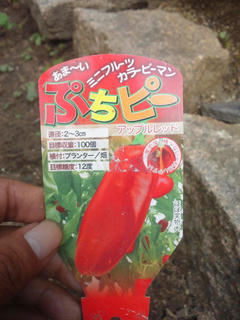 あま〜い
ミニフルーツ
カラーピーマン
ぷちピー
アップルレッド
直径:2〜3cm
目標収量:100個
植付:プランター/畑
目標糖度:12度